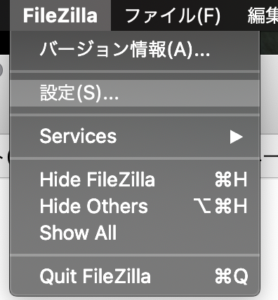 FileZilla ファイル(F) 編集
バージョン情報(A)...
設定(S)...
Services ▶
Hide FileZilla ⌘H
Hide Others ⌥⌘H
Show All
Quit FileZilla ⌘Q